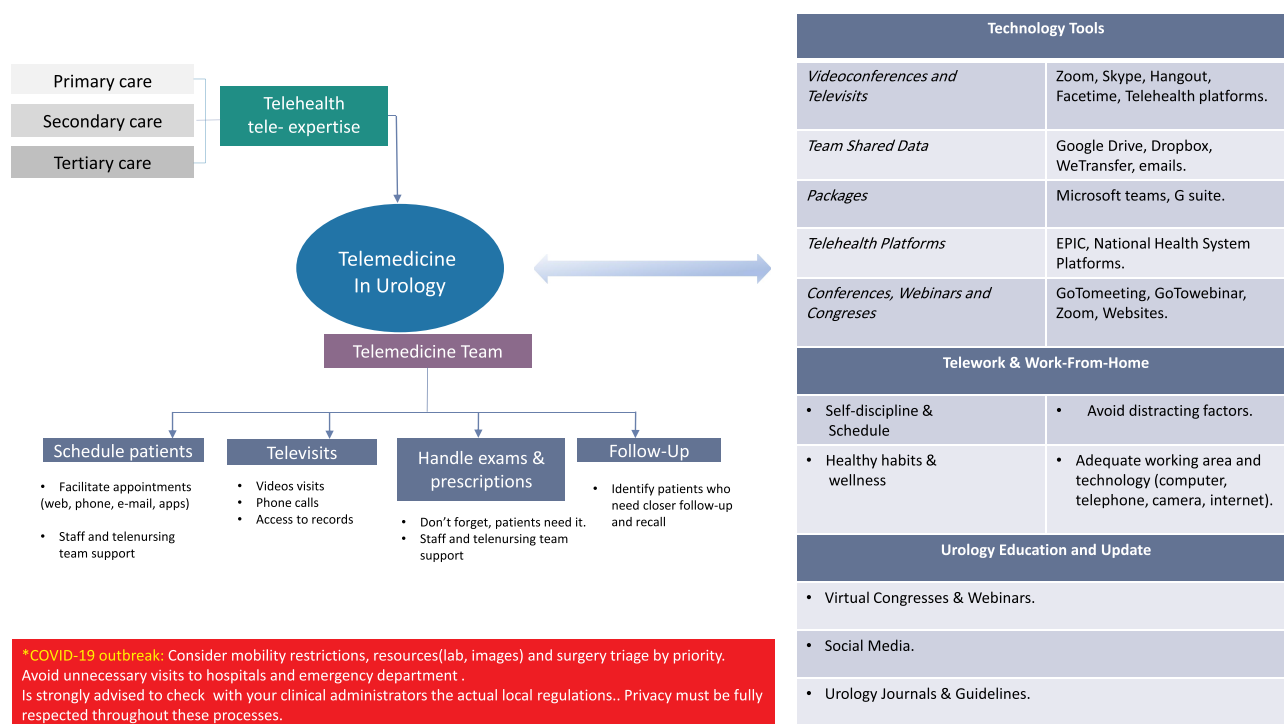 Primary care
Secondary care
Tertiary care
Telehealth
tele- expertise
Telemedicine
In Urology
Telemedicine Team
Schedule patients
• Facilitate appointments
(web, phone, e-mail, apps)
• Staff and telenursing
team support
Televisits
• Videos visits
• Phone calls
• Access to records
Handle exams &
prescriptions
• Don’t forget, patients need it.
• Staff and telenursing team
support
Follow-Up
• Identify patients who
need closer follow-up
and recall
*COVID-19 outbreak: Consider mobility restrictions, resources(lab, images) and surgery triage by priority.
Avoid unnecessary visits to hospitals and emergency department .
Is strongly advised to check  with your clinical administrators the actual local regulations.. Privacy must be fully
respected throughout these processes.
Technology Tools
Videoconferences and
Televisits
Zoom, Skype, Hangout,
Facetime, Telehealth platforms.
Team Shared Data
Google Drive, Dropbox,
WeTransfer, emails.
Packages
Microsoft teams, G suite.
Telehealth Platforms
EPIC, National Health System
Platforms.
Conferences, Webinars and
Congreses
GoTomeeting, GoTowebinar,
Zoom, Websites.
Telework & Work-From-Home
• Self-discipline &
Schedule
• Avoid distracting factors.
• Healthy habits &
wellness
• Adequate working area and
technology (computer,
telephone, camera, internet).
Urology Education and Update
• Virtual Congresses & Webinars.
• Social Media.
• Urology Journals & Guidelines.